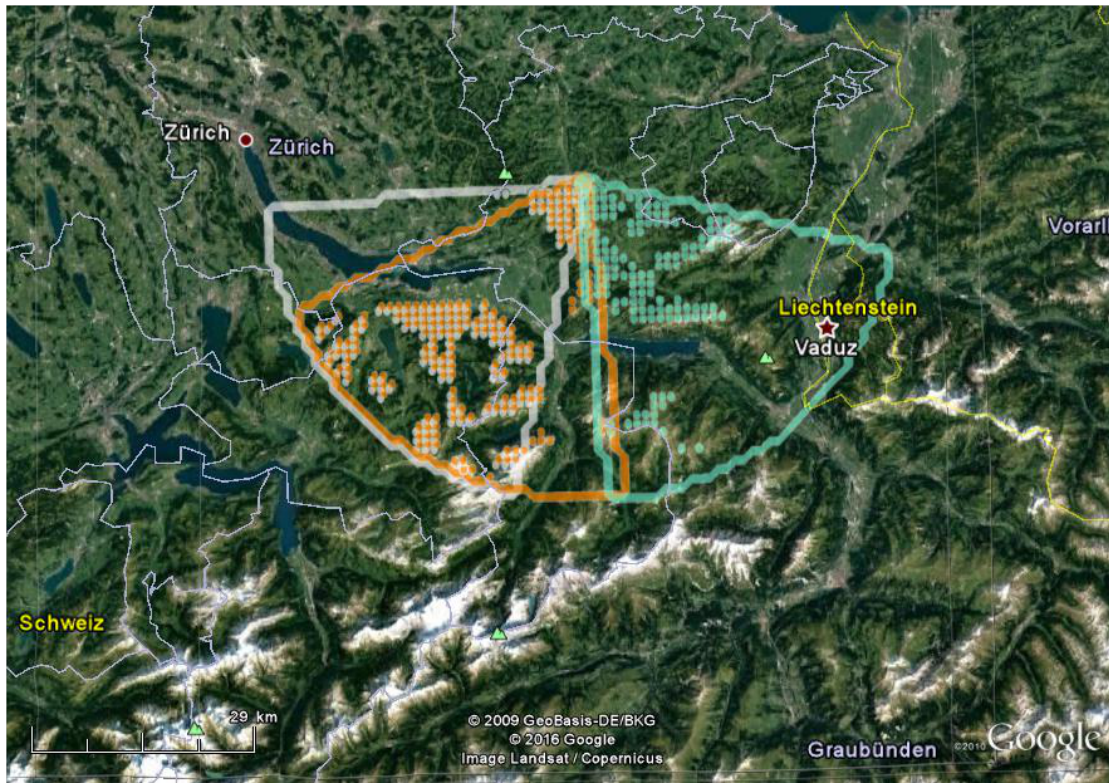 Zürich
Zürich
Vorarl
Liechtenstein
Vaduz
Schweiz
29 km
© 2009 GeoBasis-DE/BKG
© 2016 Google
Image Landsat / Copernicus
Graubünden
©2010 Google